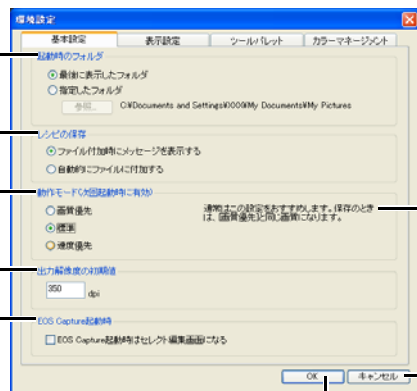 環境設定
基本設定 表示設定 ツールパレット カラーマネージメント
起動時のフォルダ
最後に表示したフォルダ
指定したフォルダ
参照... C:¥Documents and Settings¥0009¥My Documents¥My Pictures
レシピの保存
ファイル付加時にメッセージを表示する
自動的にファイルに付加する
動作モード(次回起動時に有効)
画質優先
標準
速度優先
通常はこの設定をおすすめします。保存のとき
は、[画質優先]と同じ画質になります。
出力解像度の初期値
350 dpi
EOS Capture起動時
EOS Capture起動時はセレクト編集画面になる
OK キャンセル